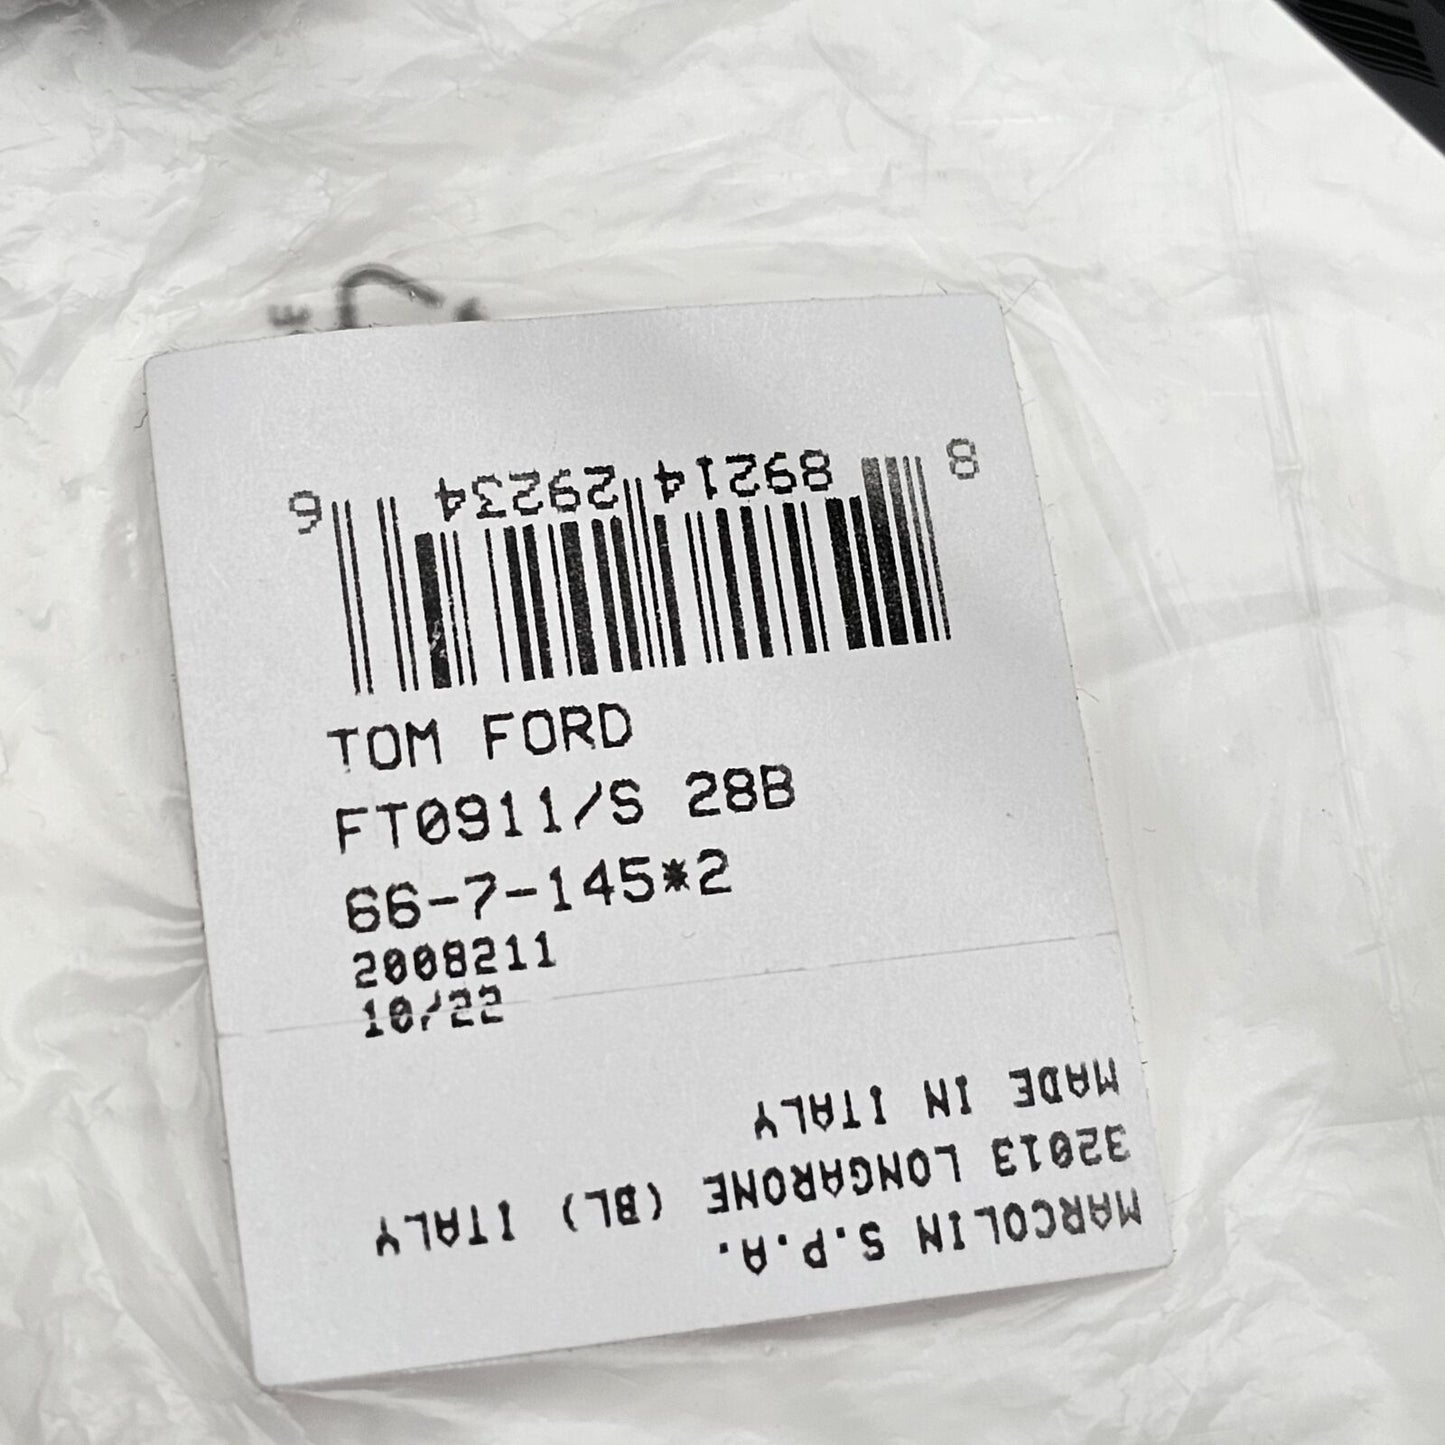 8 89214 29234 6
TOM FORD
FT0911/S 28B
66-7-145*2
2008211
10/22
MARCOLIN S.P.A.
32013 LONGARONE (BL) ITALY
MADE IN ITALY